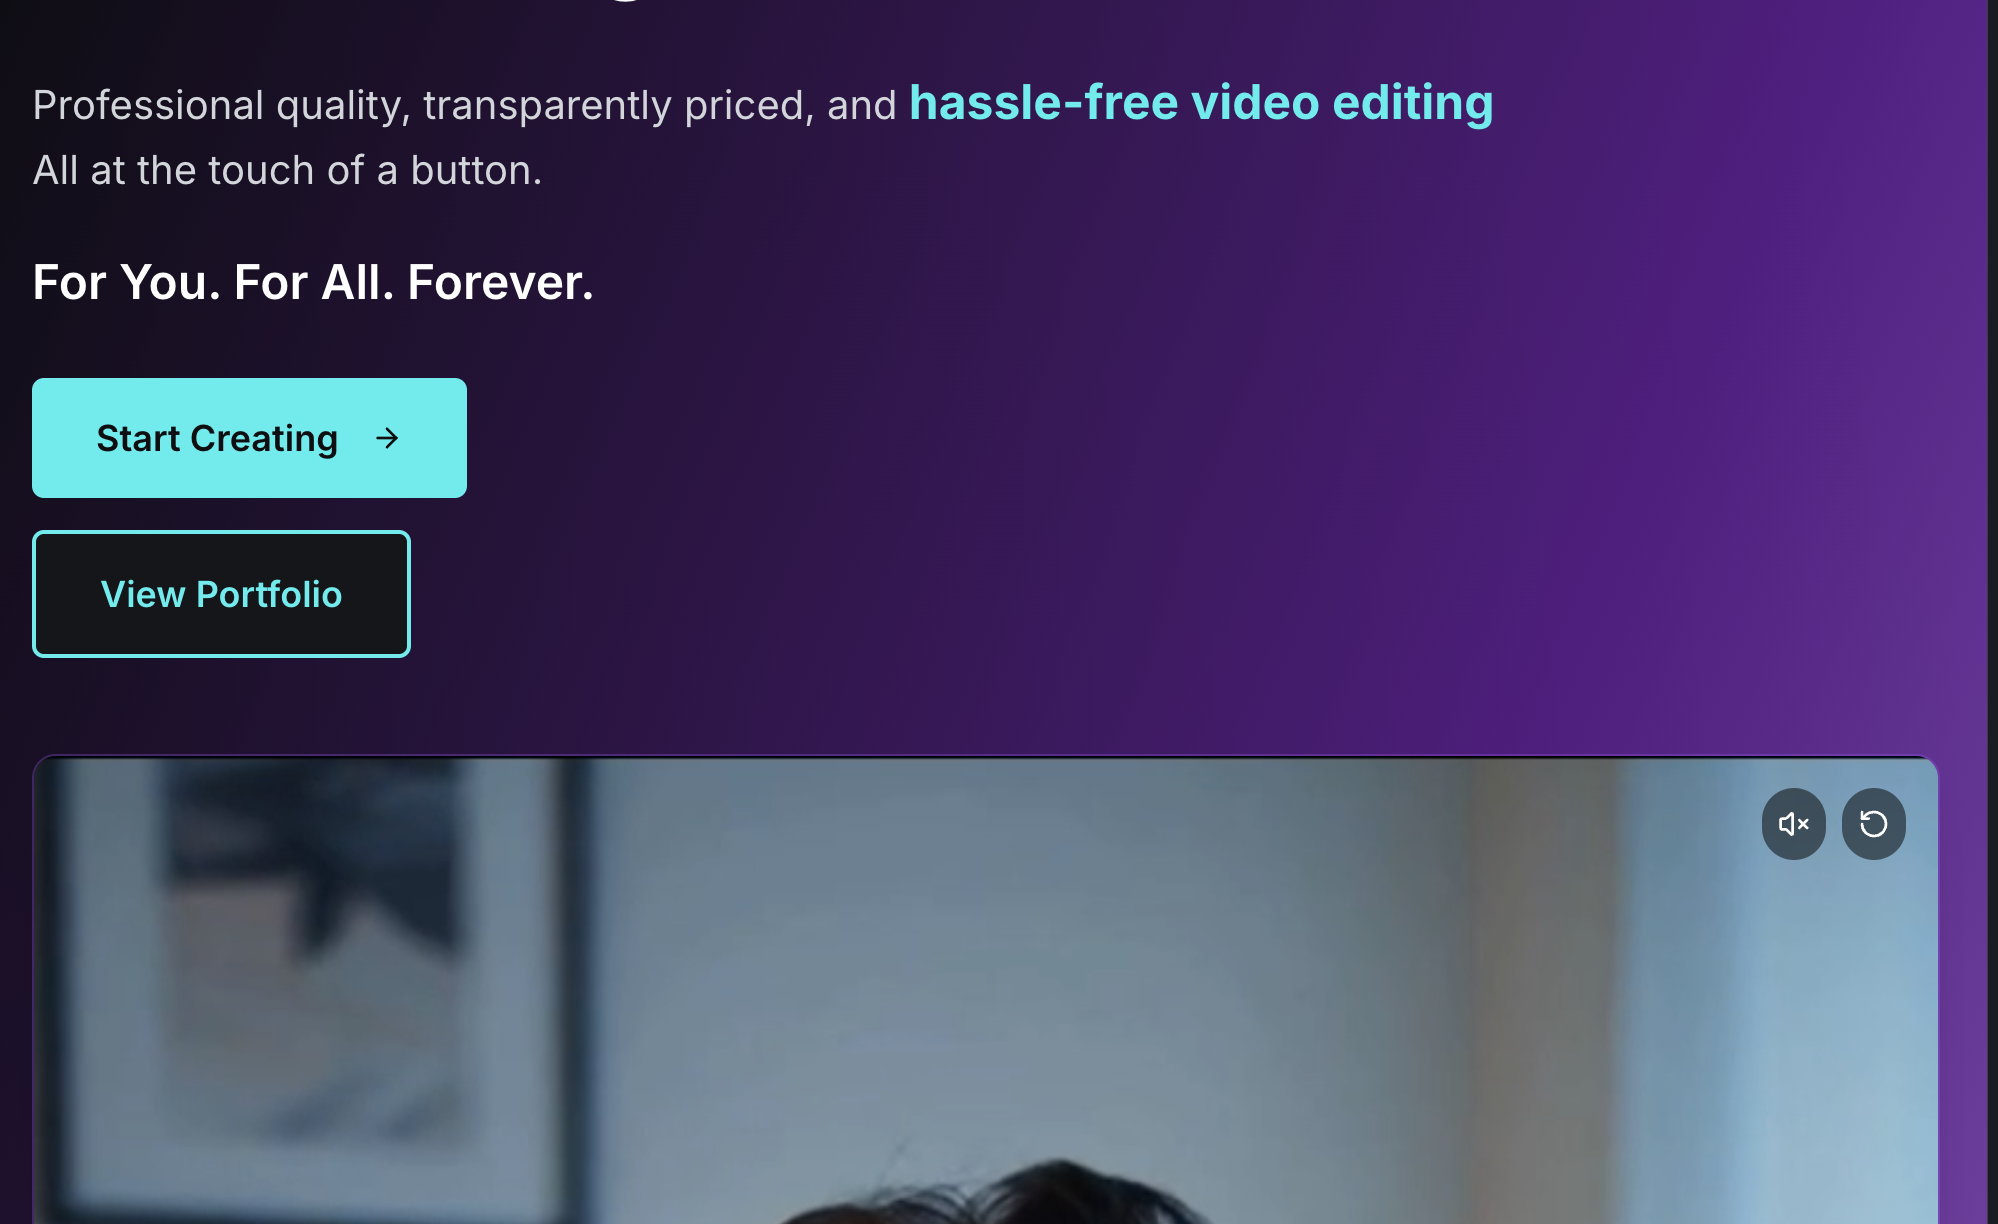 Professional quality, transparently priced, and hassle-free video editing
All at the touch of a button.
For You. For All. Forever.
Start Creating
View Portfolio